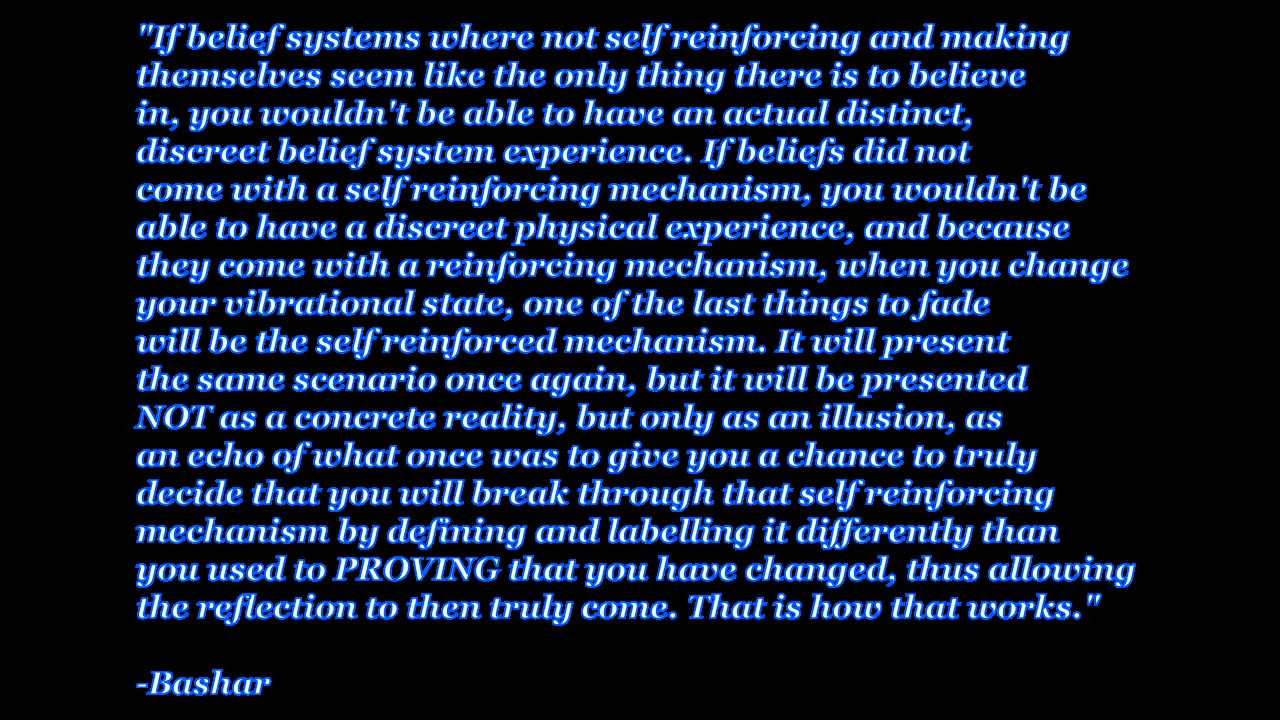 "If belief systems where not self reinforcing and making
themselves seem like the only thing there is to believe
in, you wouldn't be able to have an actual distinct,
discreet belief system experience. If beliefs did not
come with a self reinforcing mechanism, you wouldn't be
able to have a discreet physical experience, and because
they come with a reinforcing mechanism, when you change
your vibrational state, one of the last things to fade
will be the self reinforced mechanism. It will present
the same scenario once again, but it will be presented
NOT as a concrete reality, but only as an illusion, as
an echo of what once was to give you a chance to truly
decide that you will break through that self reinforcing
mechanism by defining and labelling it differently than
you used to PROVING that you have changed, thus allowing
the reflection to then truly come. That is how that works."
-Bashar